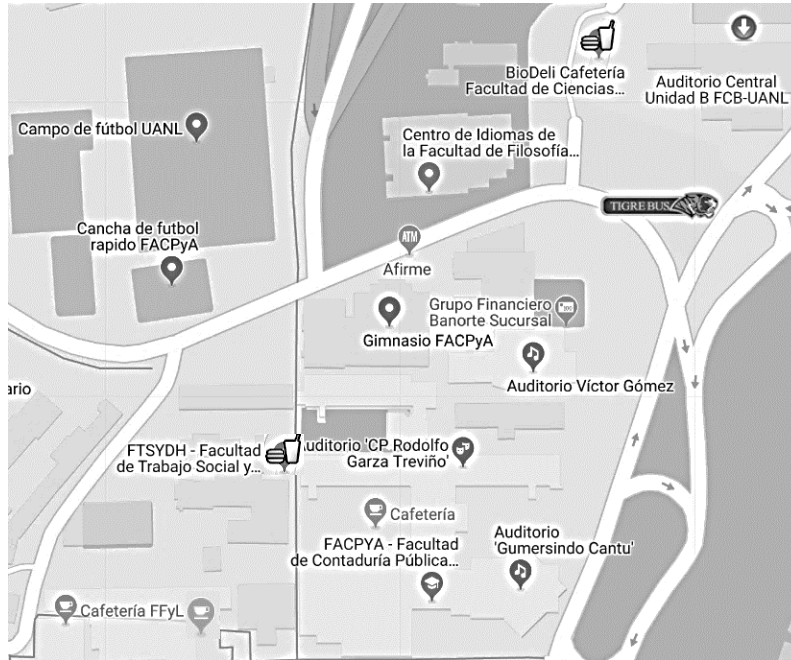 BioDeli Cafetería
Facultad de Ciencias...
Auditorio Central
Unidad B FCB-UANL
Campo de fútbol UANL
Centro de Idiomas de
la Facultad de Filosofía...
TIGRE BUS
Cancha de futbol
rapido FACPyA
ATM
Afirme
Grupo Financiero
Banorte Sucursal
Gimnasio FACPyA
Auditorio Víctor Gómez
ario
FTSYDH - Facultad
de Trabajo Social y...
uditorio 'CP Rodolfo
Garza Treviño'
Cafetería
FACPYA - Facultad
de Contaduría Pública...
Auditorio
'Gumersindo Cantu'
Cafetería FFyL